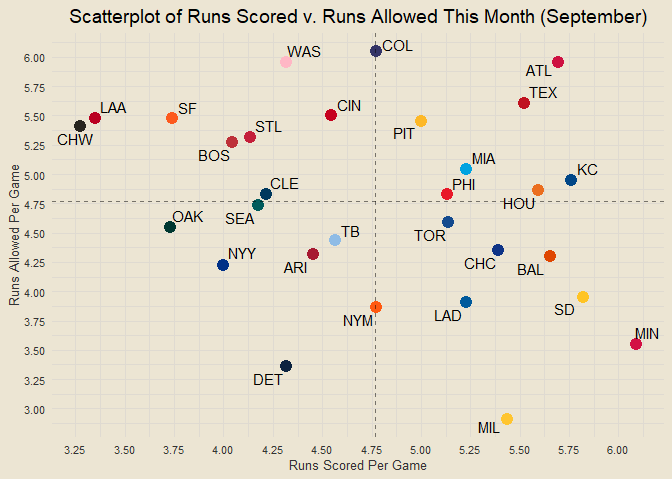 Scatterplot of Runs Scored v. Runs Allowed This Month (September)
6.00
5.75
5.50
5.25
5.00
4.75
4.50
4.25
4.00
3.75
3.50
3.25
3.00
Runs Allowed Per Game
WAS
COL
ATL
TEX
LAA
SF
CIN
CHW
STL
PIT
BOS
MIA
KC
CLE
PHI
HOU
OAK
SEA
TB
TOR
NYY
ARI
CHC
BAL
NYM
LAD
SD
MIN
DET
MIL
3.25
3.50
3.75
4.00
4.25
4.50
4.75
5.00
5.25
5.50
5.75
6.00
Runs Scored Per Game